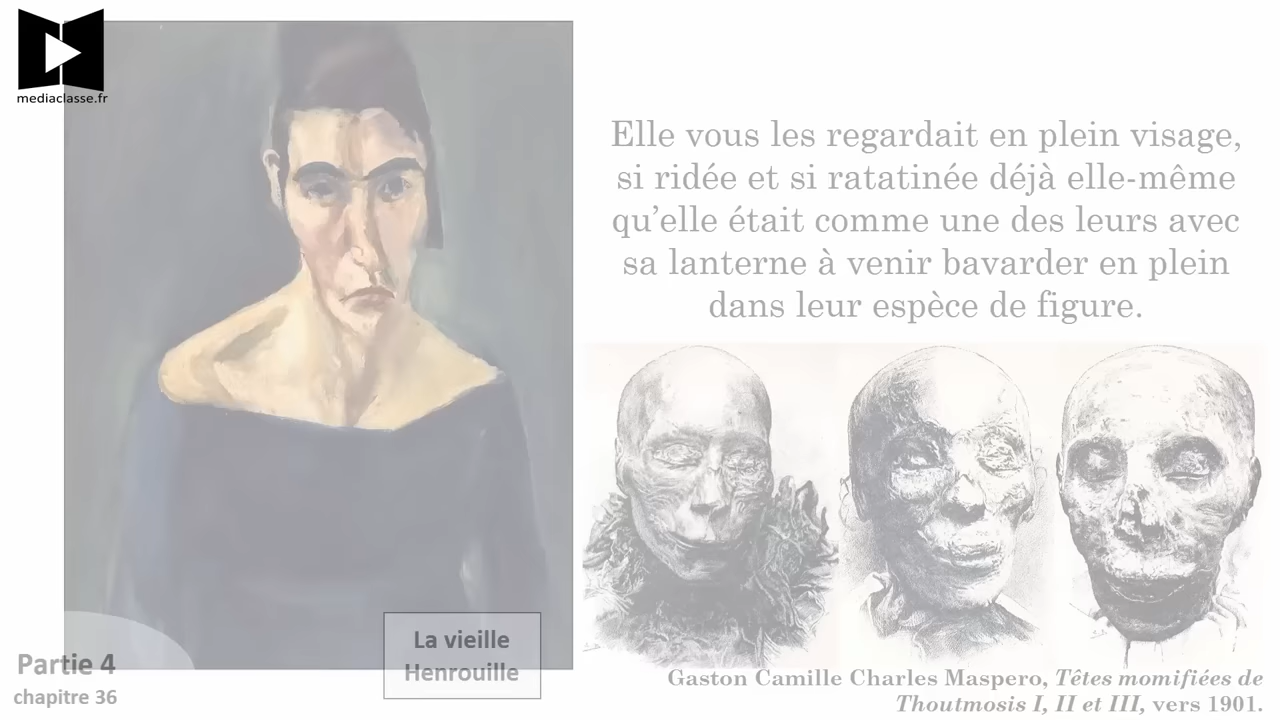 mediaclasse.fr
Elle vous les regardait en plein visage,
si ridée et si ratatinée déjà elle-même
qu’elle était comme une des leurs avec
sa lanterne à venir bavarder en plein
dans leur espèce de figure.
La vieille
Henrouille
Partie 4
chapitre 36
Gaston Camille Charles Maspero, Têtes momifiées de
Thoutmosis I, II et III, vers 1901.